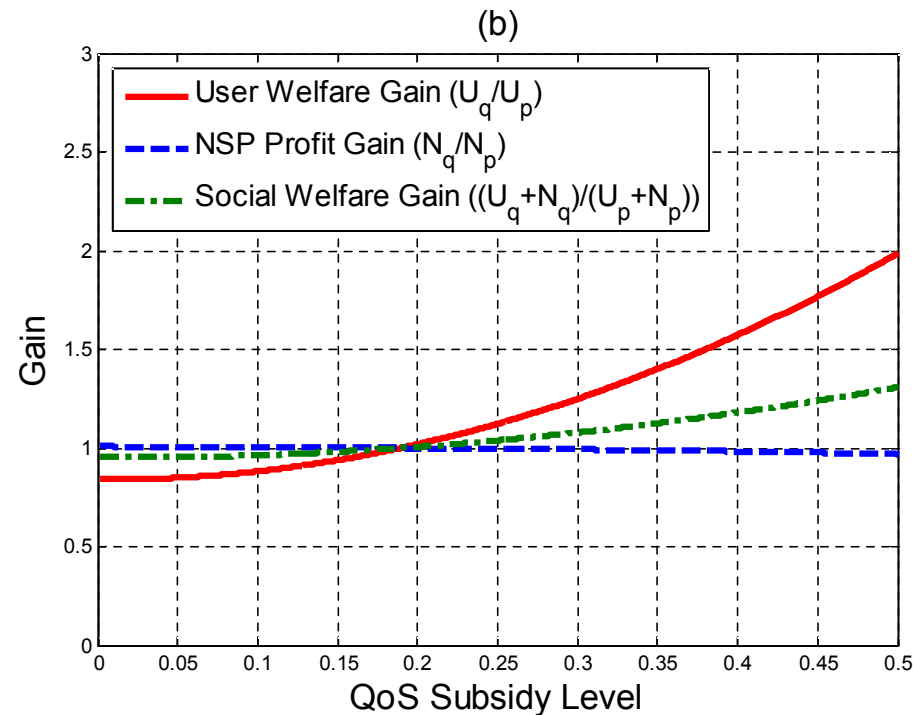 (b)
User Welfare Gain (U_q/U_p)
NSP Profit Gain (N_q/N_p)
Social Welfare Gain ((U_q+N_q)/(U_p+N_p))
3
2.5
2
1.5
1
0.5
0
Gain
0 0.05 0.1 0.15 0.2 0.25 0.3 0.35 0.4 0.45 0.5
QoS Subsidy Level